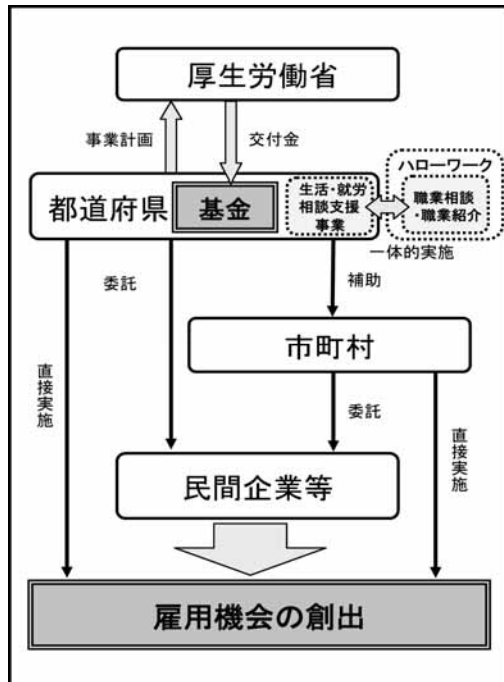 厚生労働省
事業計画
交付金
ハローワーク
都道府県
基金
生活・就労
相談支援
事業
職業相談
・職業紹介
一体的実施
委託
補助
市町村
直接実施
委託
直接実施
民間企業等
雇用機会の創出